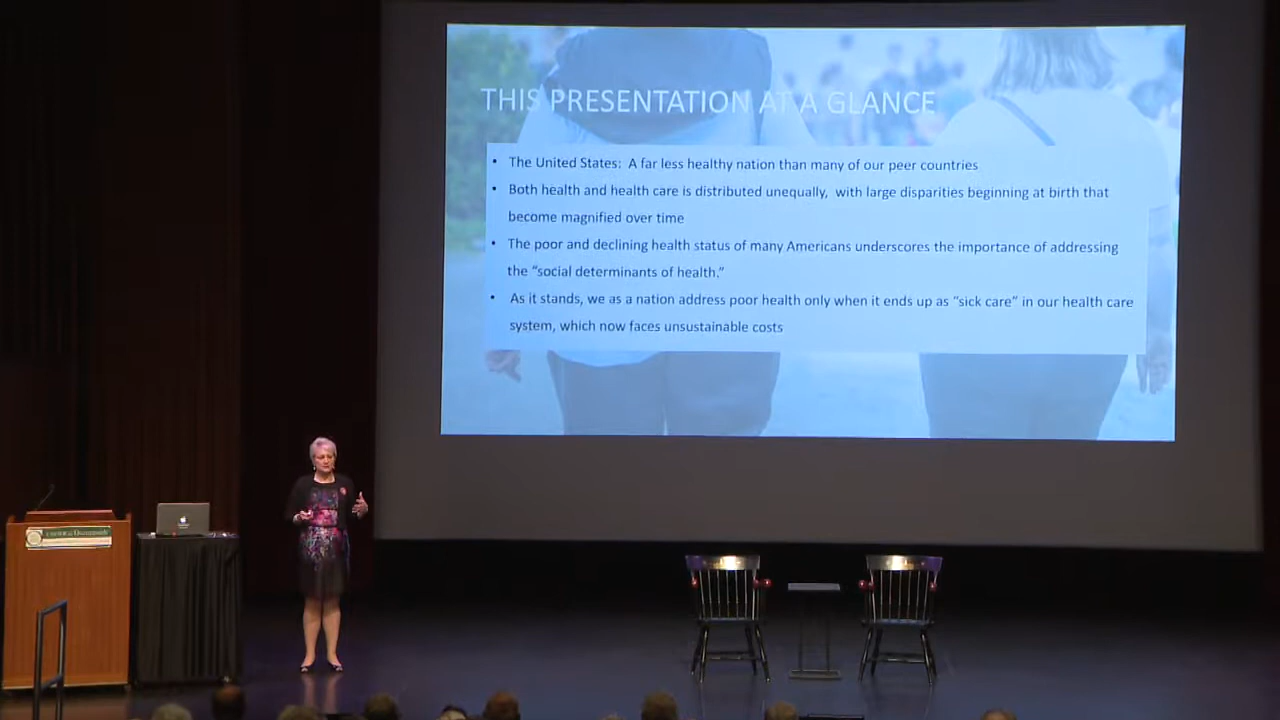 THIS PRESENTATION AT A GLANCE
• The United States: A far less healthy nation than many of our peer countries
• Both health and health care is distributed unequally, with large disparities beginning at birth that
become magnified over time
• The poor and declining health status of many Americans underscores the importance of addressing
the “social determinants of health.”
• As it stands, we as a nation address poor health only when it ends up as “sick care” in our health care
system, which now faces unsustainable costs